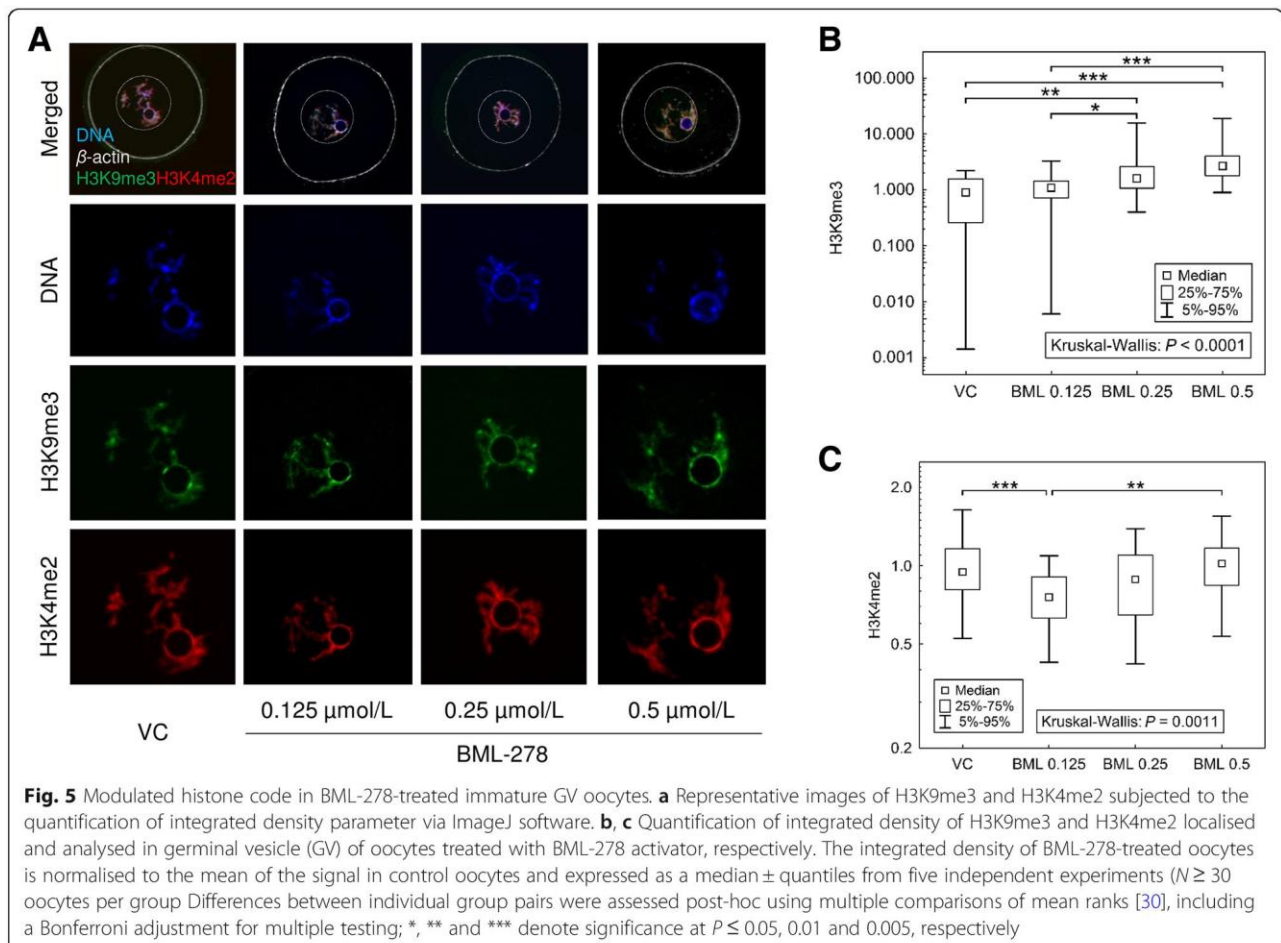 A
Merged
DNA
β-actin
H3K9me3H3K4me2
DNA
H3K9me3
H3K4me2
VC
0.125 μmol/L
0.25 μmol/L
0.5 μmol/L
BML-278
B
***
***
**
*
100.000
10.000
1.000
0.100
0.010
0.001
H3K9me3
Median
25%-75%
5%-95%
Kruskal-Wallis: P < 0.0001
VC
BML 0.125
BML 0.25
BML 0.5
C
***
**
2.0
1.0
0.5
0.2
H3K4me2
Median
25%-75%
5%-95%
Kruskal-Wallis: P = 0.0011
VC
BML 0.125
BML 0.25
BML 0.5
Fig. 5 Modulated histone code in BML-278-treated immature GV oocytes. a Representative images of H3K9me3 and H3K4me2 subjected to the
quantification of integrated density parameter via ImageJ software. b, c Quantification of integrated density of H3K9me3 and H3K4me2 localised
and analysed in germinal vesicle (GV) of oocytes treated with BML-278 activator, respectively. The integrated density of BML-278-treated oocytes
is normalised to the mean of the signal in control oocytes and expressed as a median ± quantiles from five independent experiments (N ≥ 30
oocytes per group Differences between individual group pairs were assessed post-hoc using multiple comparisons of mean ranks [30], including
a Bonferroni adjustment for multiple testing; *, ** and *** denote significance at P ≤ 0.05, 0.01 and 0.005, respectively